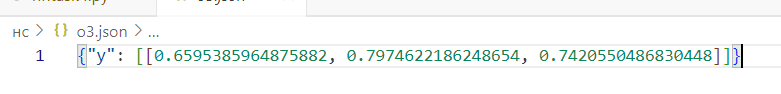 нс > {} o3.json > ...
1 {"y": [[0.6595385964875882, 0.7974622186248654, 0.7420550486830448]]}